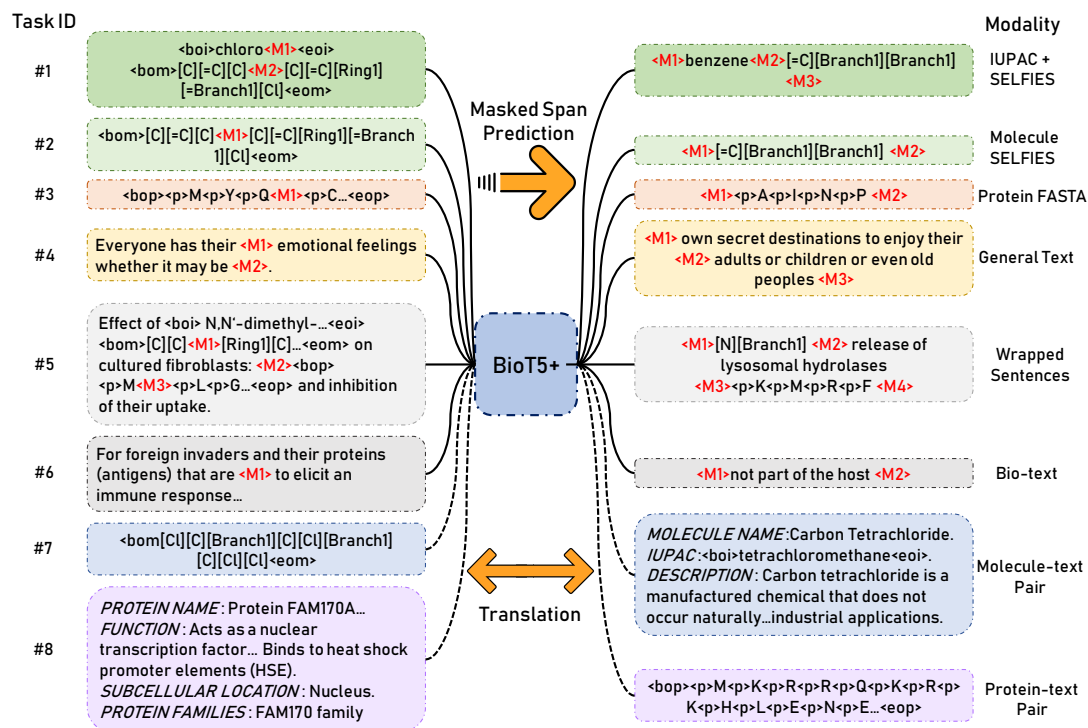 Task ID
Modality
#1
<boi>chloro<M1><eoi>
<bom>[C][=C][C]<M2>[C][=C][Ring1]
[=Branch1][Cl]<eom>
<M1>benzene<M2>[=C][Branch1][Branch1]
<M3>
IUPAC +
SELFIES
Masked Span
Prediction
#2
<bom>[C][=C][C]<M1>[C][=C][Ring1][=Branch
1][Cl]<eom>
<M1>[=C][Branch1][Branch1] <M2>
Molecule
SELFIES
#3
<bop><p>M<p>Y<p>Q<M1><p>C...<eop>
<M1><p>A<p>I<p>N<p>P <M2>
Protein FASTA
#4
Everyone has their <M1> emotional feelings
whether it may be <M2>.
<M1> own secret destinations to enjoy their
<M2> adults or children or even old
peoples <M3>
General Text
#5
Effect of <boi> N,N'-dimethyl-...<eoi>
<bom>[C][C]<M1>[Ring1][C]...<eom> on
cultured fibroblasts: <M2><bop>
<p>M<M3><p>L<p>G...<eop> and inhibition
of their uptake.
BioT5+
<M1>[N][Branch1] <M2> release of
lysosomal hydrolases
<M3><p>K<p>M<p>R<p>F <M4>
Wrapped
Sentences
#6
For foreign invaders and their proteins
(antigens) that are <M1> to elicit an
immune response...
<M1>not part of the host <M2>
Bio-text
#7
<bom[Cl][C][Branch1][C][Cl][Branch1]
[C][Cl][Cl]<eom>
Translation
MOLECULE NAME:Carbon Tetrachloride.
IUPAC:<boi>tetrachloromethane<eoi>.
DESCRIPTION: Carbon tetrachloride is a
manufactured chemical that does not
occur naturally...industrial applications.
Molecule-text
Pair
#8
PROTEIN NAME: Protein FAM170A...
FUNCTION: Acts as a nuclear
transcription factor... Binds to heat shock
promoter elements (HSE).
SUBCELLULAR LOCATION: Nucleus.
PROTEIN FAMILIES: FAM170 family
<bop><p>M<p>K<p>R<p>R<p>Q<p>K<p>R<p>
K<p>H<p>L<p>E<p>N<p>E...<eop>
Protein-text
Pair